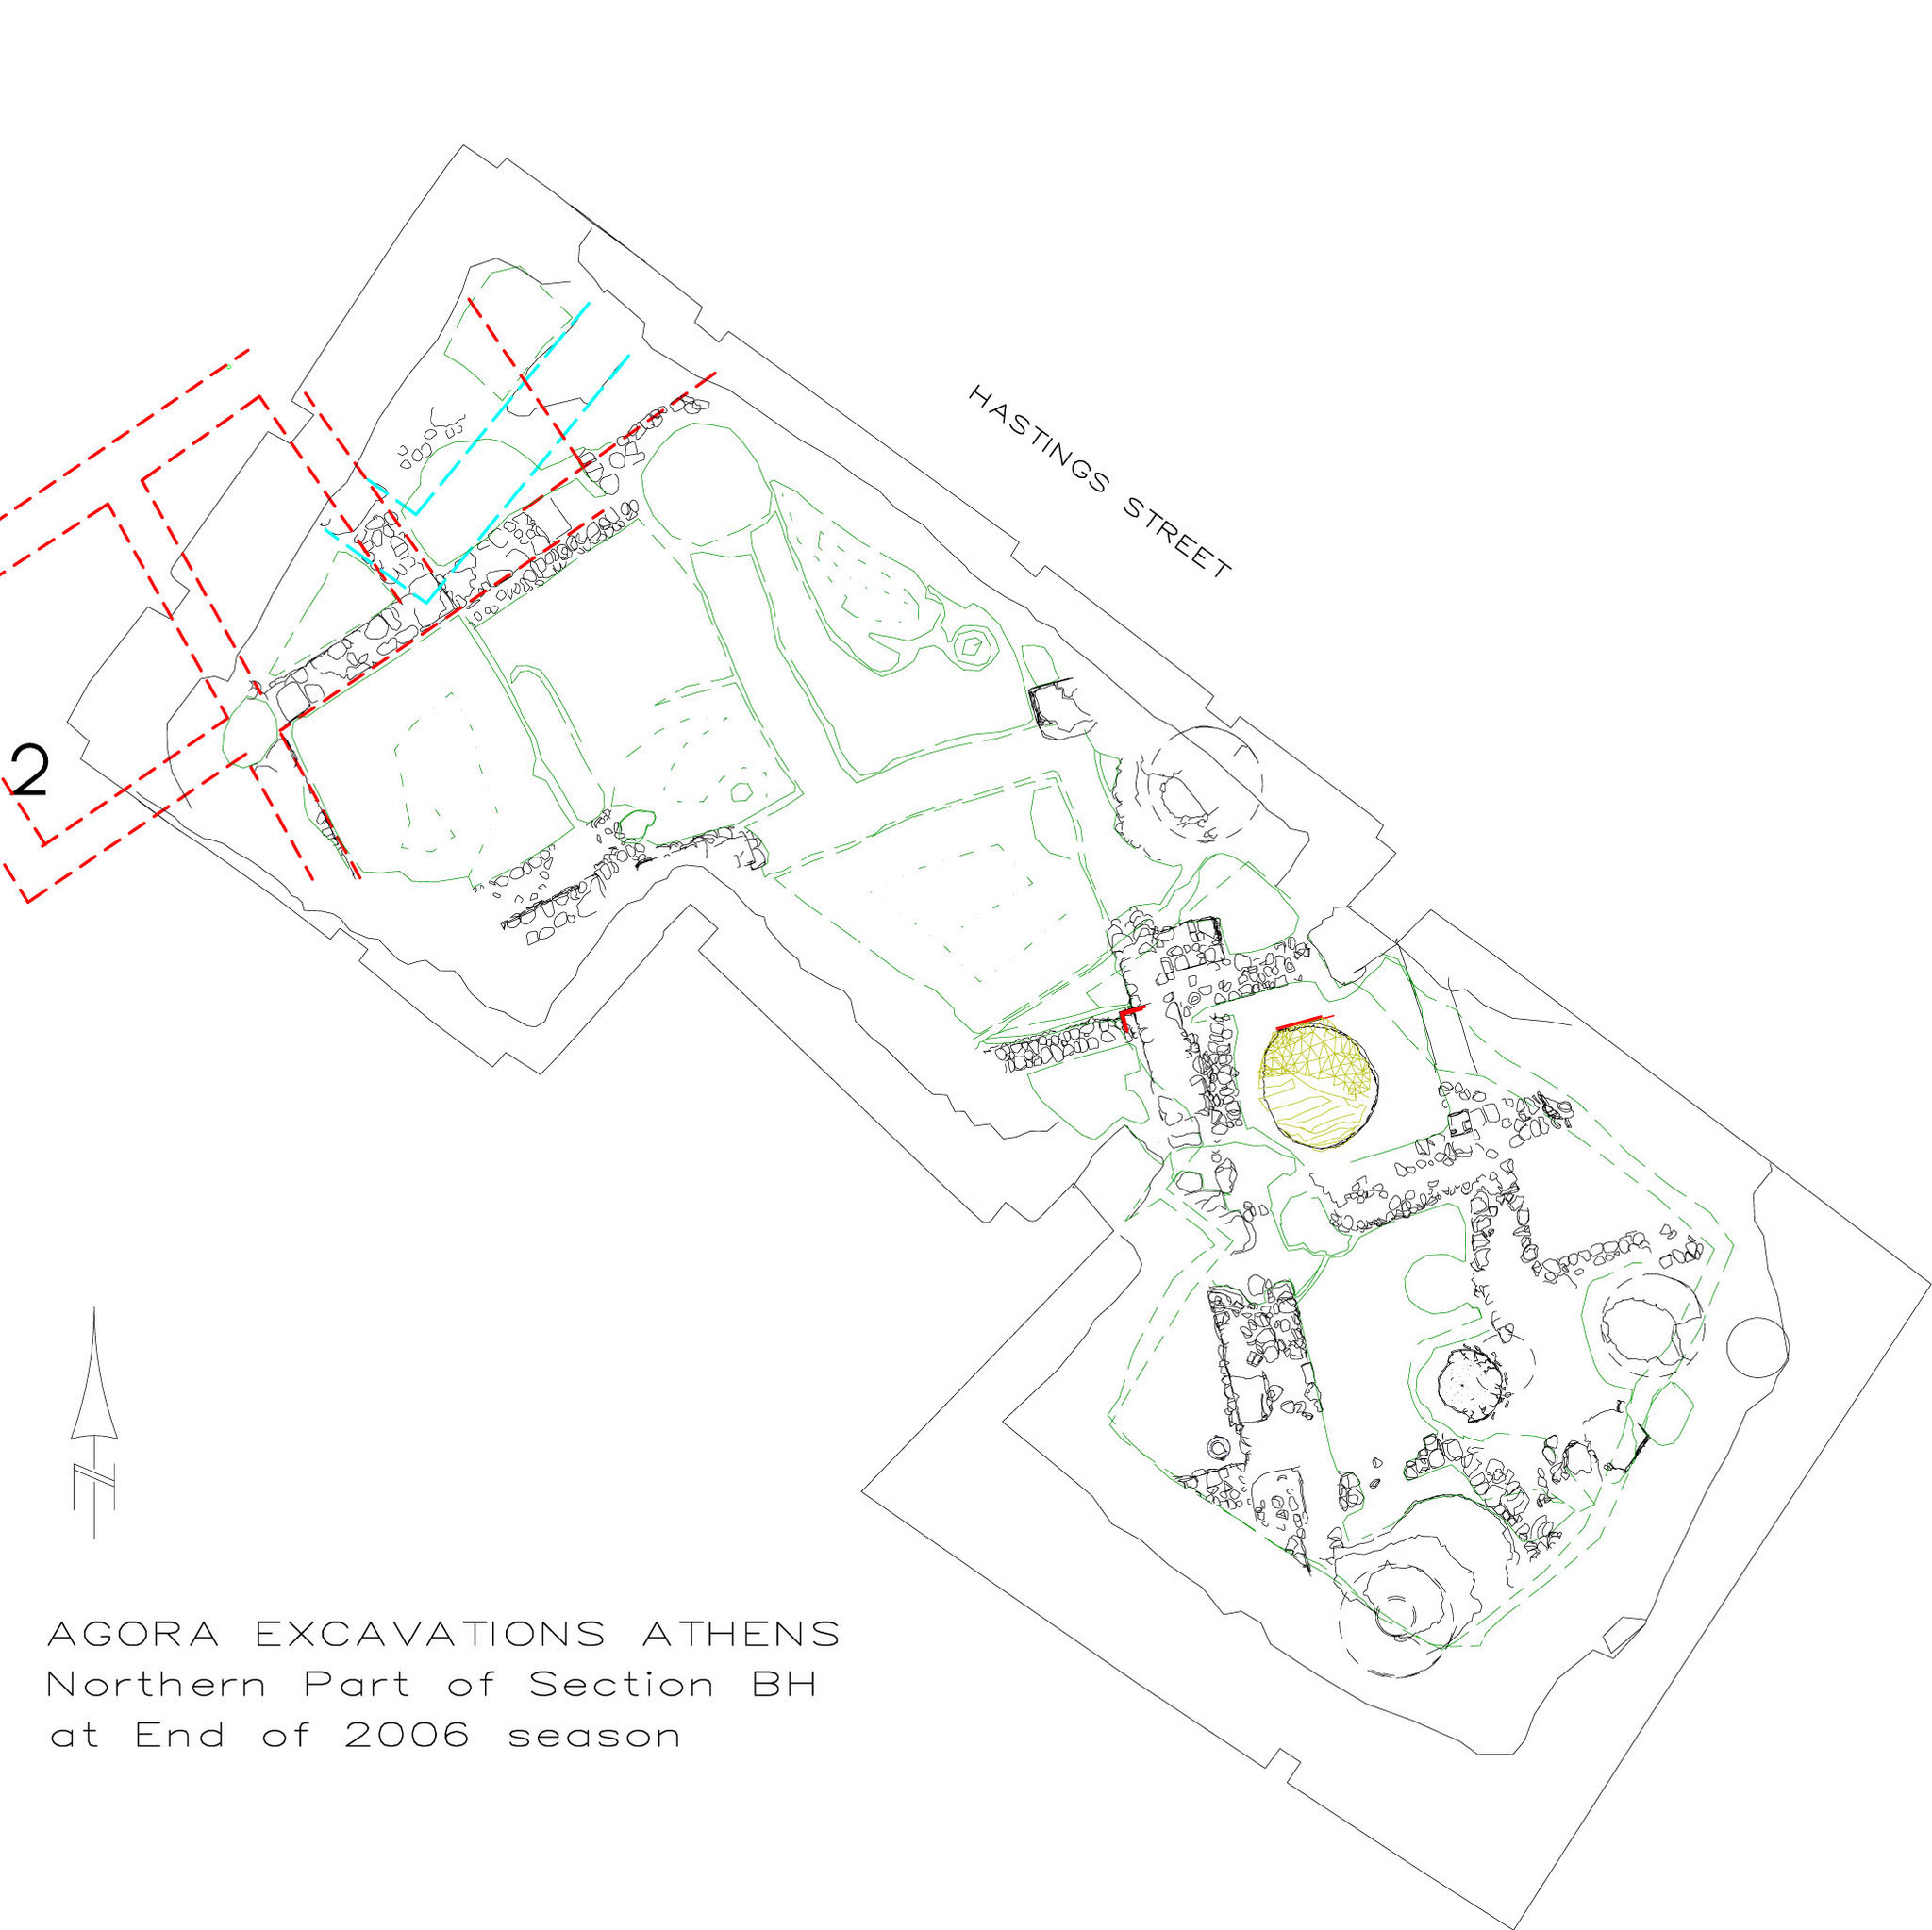 HASTINGS STREET
2
N
AGORA EXCAVATIONS ATHENS
Northern Part of Section BH
at End of 2006 season